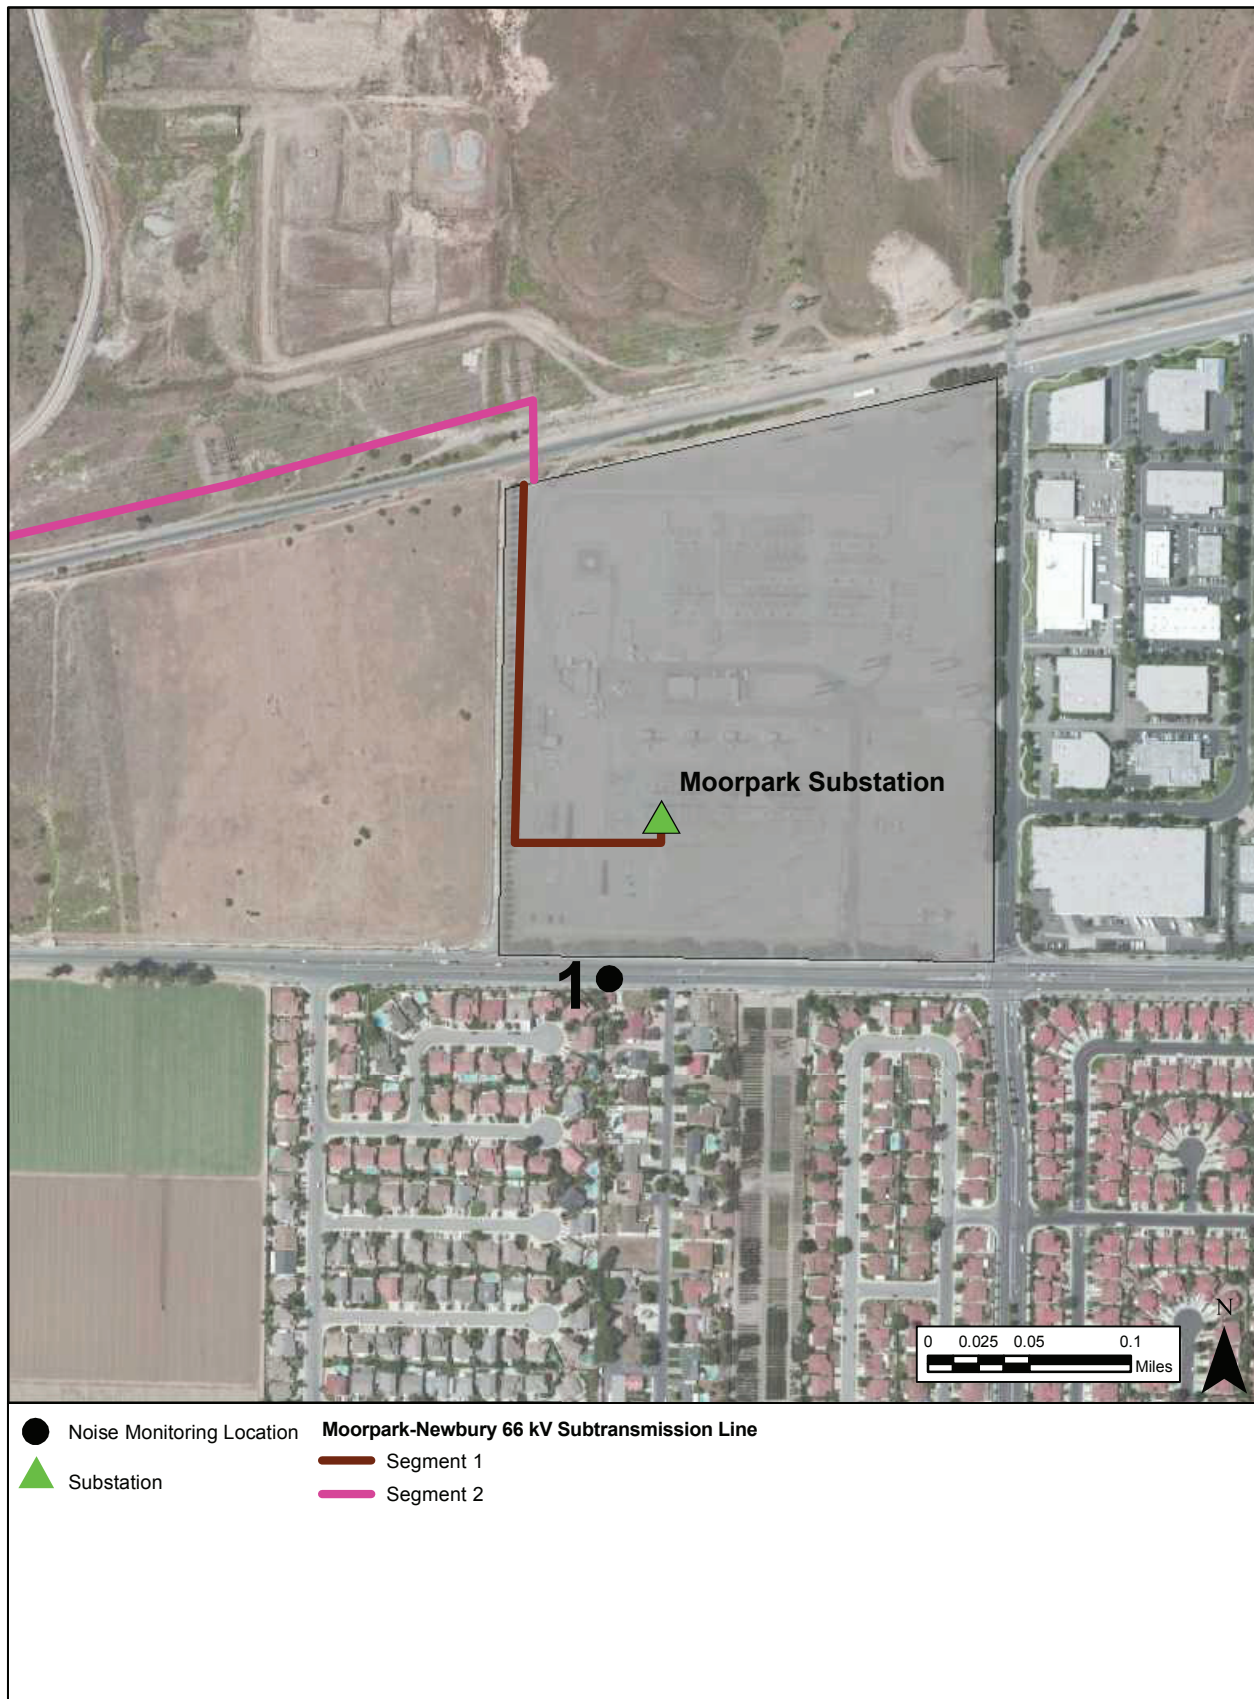 Moorpark Substation
1
N
0 0.025 0.05 0.1
Miles
Noise Monitoring Location
Substation
Moorpark-Newbury 66 kV Subtransmission Line
Segment 1
Segment 2